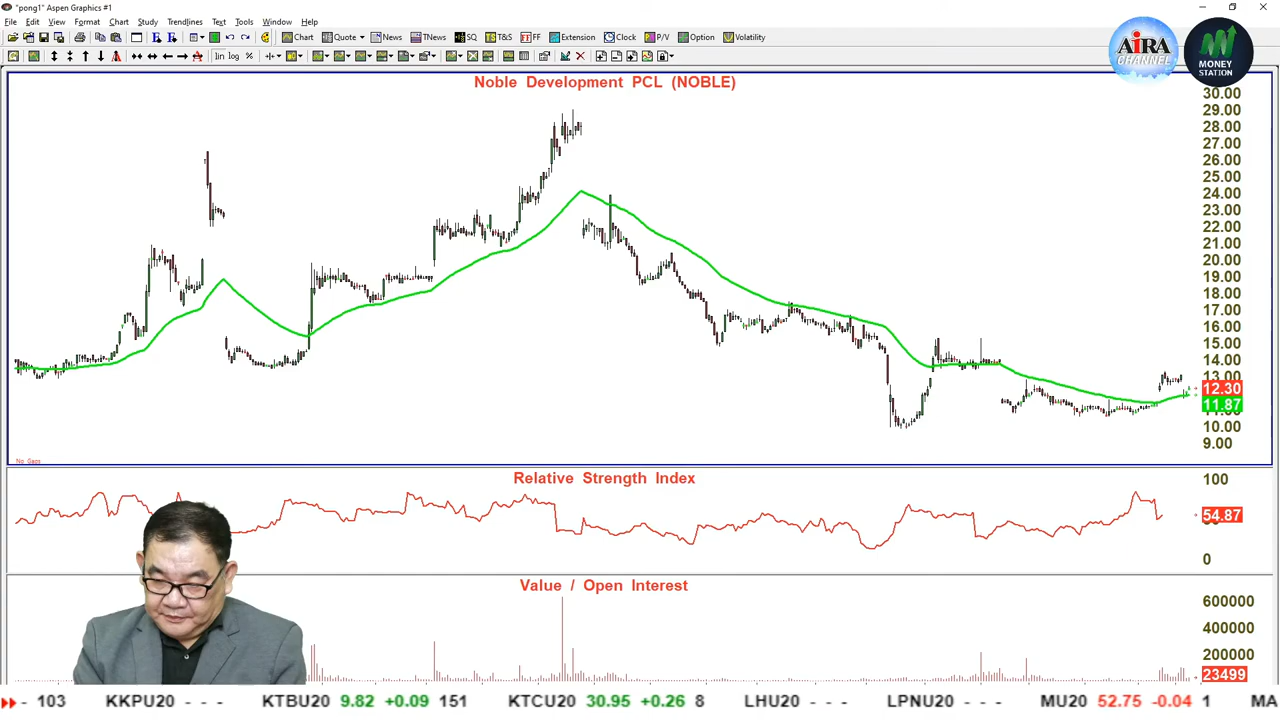 "pong1" Aspen Graphics #1
File Edit View Format Chart Study Trendlines Text Tools Window Help
Chart Quote News TNews SQ T&S FF Extension Clock P/V Option Volatility
lin log %
AiRA
CHANNEL
MONEY
STATION
Noble Development PCL (NOBLE)
30.00
29.00
28.00
27.00
26.00
25.00
24.00
23.00
22.00
21.00
20.00
19.00
18.00
17.00
16.00
15.00
14.00
13.00
12.30
11.87
10.00
9.00
No Gaps
Relative Strength Index
100
54.87
0
Value / Open Interest
600000
400000
200000
23499
- 103 KKPU20 - - - KTBU20 9.82 +0.09 151 KTCU20 30.95 +0.26 8 LHU20 - - - LPNU20 - - - MU20 52.75 -0.04 1 MA